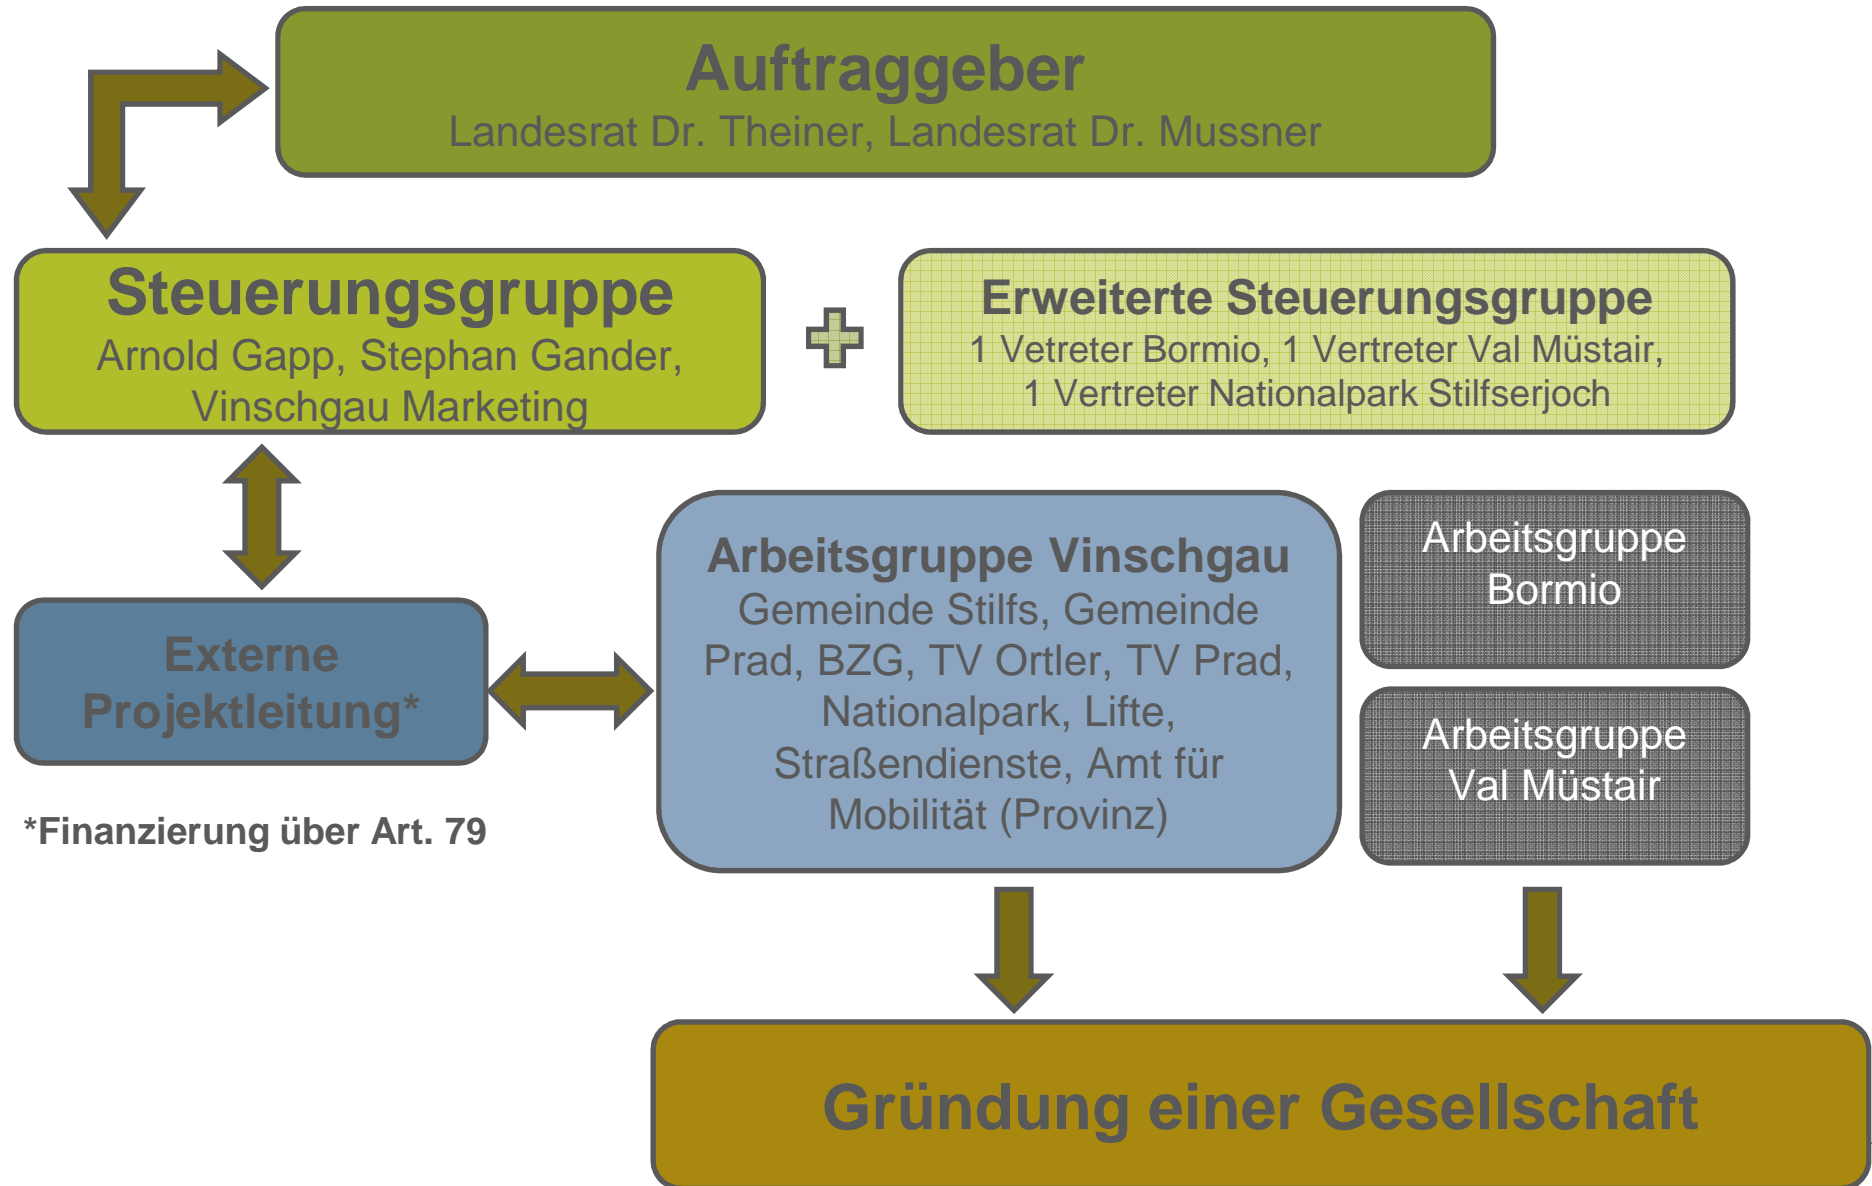 Auftraggeber
Landesrat Dr. Theiner, Landesrat Dr. Mussner
Steuerungsgruppe
Arnold Gapp, Stephan Gander,
Vinschgau Marketing
Erweiterte Steuerungsgruppe
1 Vetreter Bormio, 1 Vertreter Val Müstair,
1 Vertreter Nationalpark Stilfserjoch
Externe
Projektleitung*
*Finanzierung über Art. 79
Arbeitsgruppe Vinschgau
Gemeinde Stilfs, Gemeinde
Prad, BZG, TV Ortler, TV Prad,
Nationalpark, Lifte,
Straßendienste, Amt für
Mobilität (Provinz)
Arbeitsgruppe
Bormio
Arbeitsgruppe
Val Müstair
Gründung einer Gesellschaft